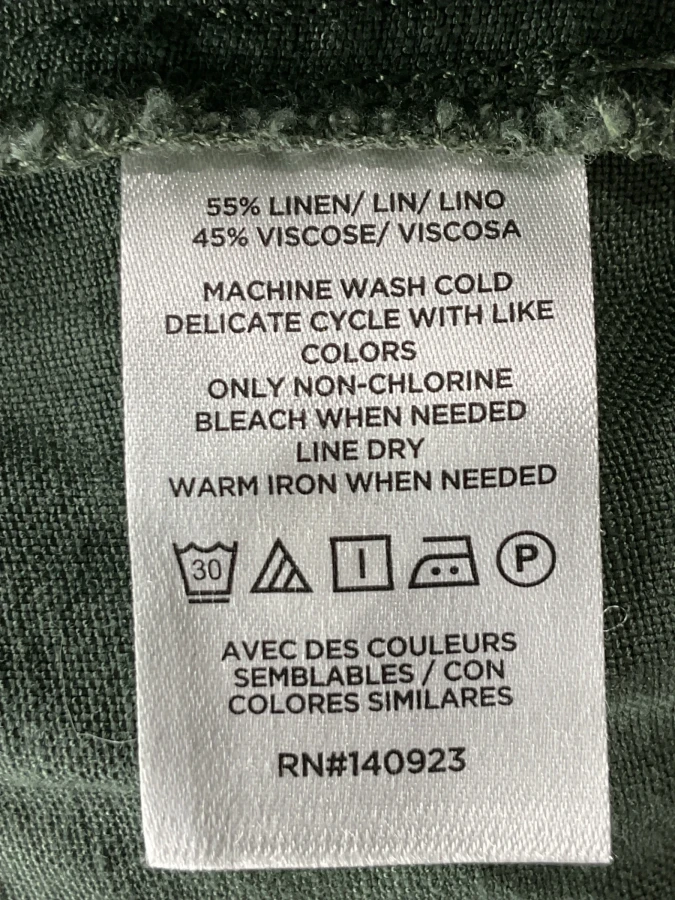 55% LINEN/ LIN/ LINO
45% VISCOSE/ VISCOSA
MACHINE WASH COLD
DELICATE CYCLE WITH LIKE
COLORS
ONLY NON-CHLORINE
BLEACH WHEN NEEDED
LINE DRY
WARM IRON WHEN NEEDED
30 P
AVEC DES COULEURS
SEMBLABLES / CON
COLORES SIMILARES
RN#140923